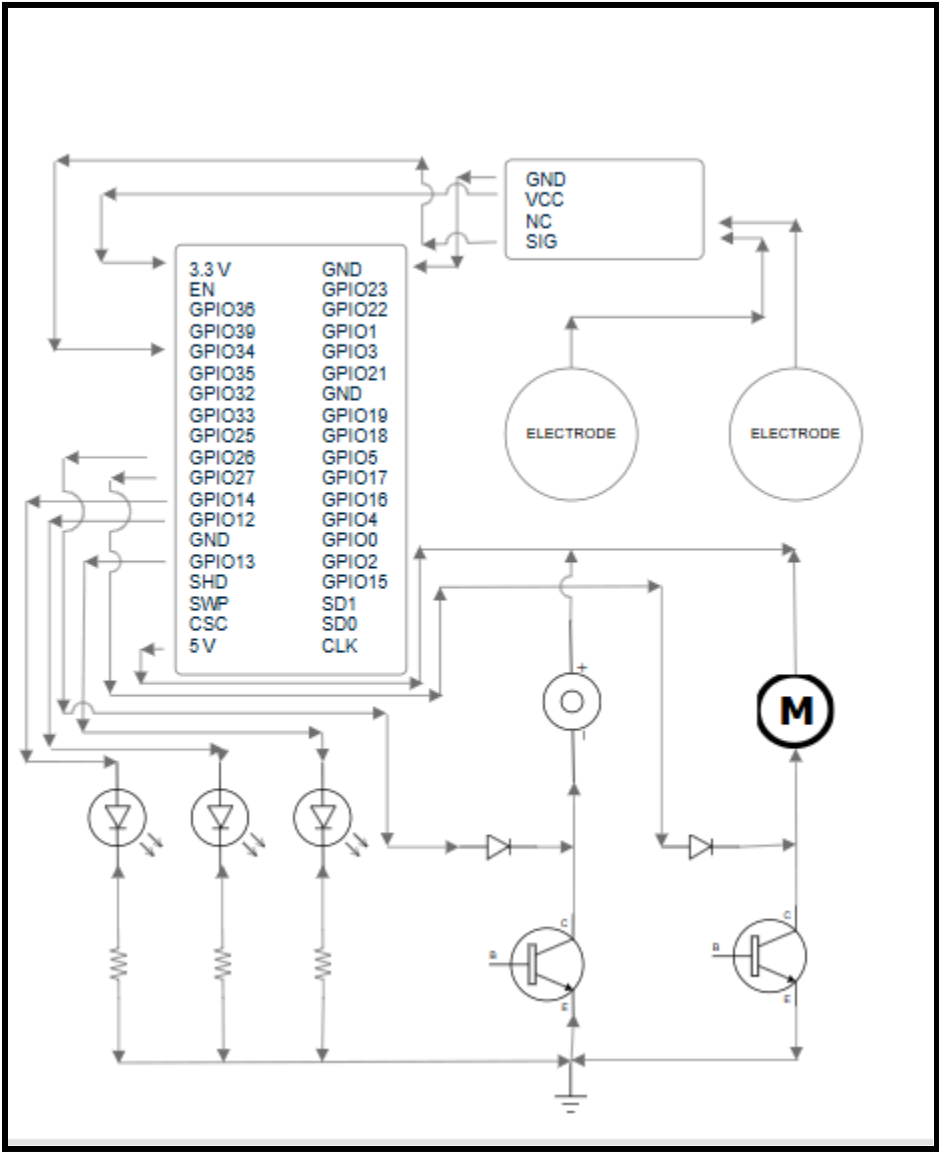 GND
VCC
NC
SIG
3.3 V GND
EN GPIO23
GPIO36 GPIO22
GPIO39 GPIO1
GPIO34 GPIO3
GPIO35 GPIO21
GPIO32 GND
GPIO33 GPIO19
GPIO25 GPIO18
GPIO26 GPIO5
GPIO27 GPIO17
GPIO14 GPIO16
GPIO12 GPIO4
GND GPIO0
GPIO13 GPIO2
SHD GPIO15
SWP SD1
CSC SD0
5 V CLK
ELECTRODE ELECTRODE
+
M
-
C C
B B
E E